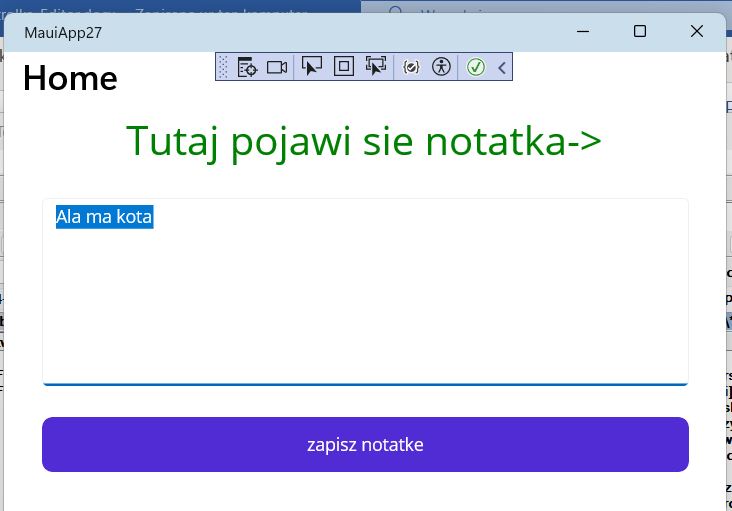 MauiApp27
Home
Tutaj pojawi sie notatka->
Ala ma kota
zapisz notatke